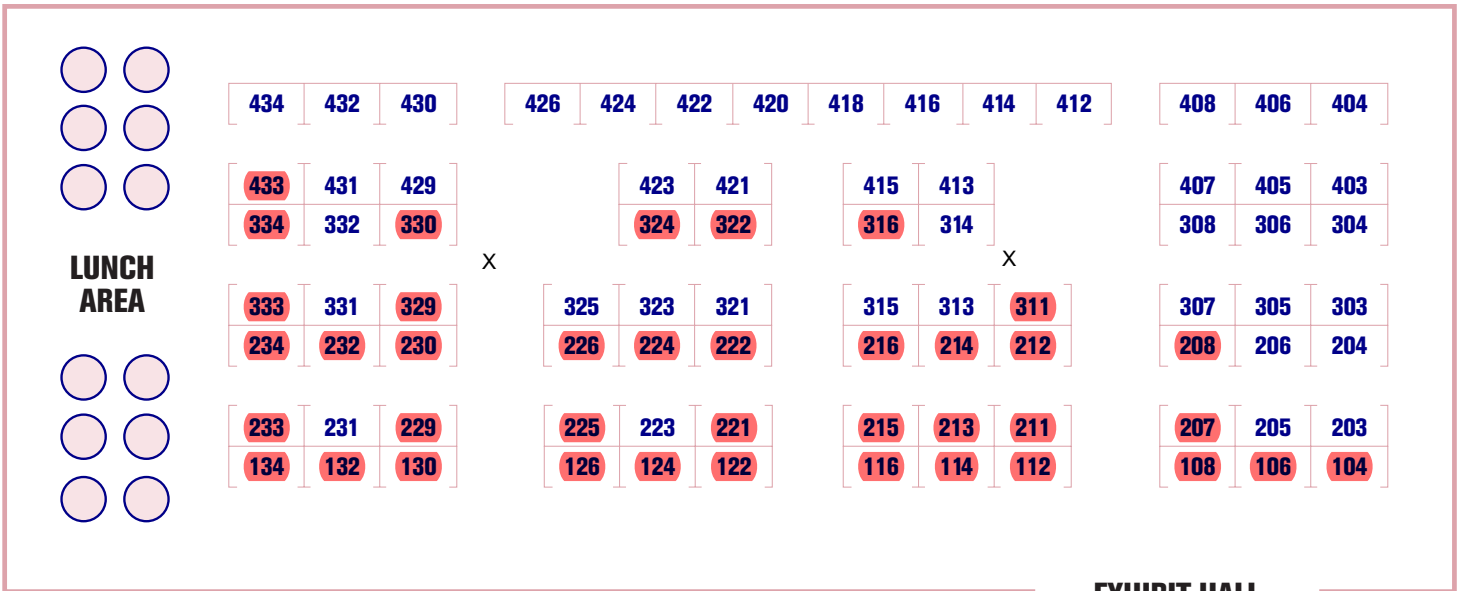 434 432 430 426 424 422 420 418 416 414 412 408 406 404
433 431 429 423 421 415 413 407 405 403
334 332 330 324 322 316 314 308 306 304
X X
LUNCH
AREA
333 331 329 325 323 321 315 313 311 307 305 303
234 232 230 226 224 222 216 214 212 208 206 204
233 231 229 225 223 221 215 213 211 207 205 203
134 132 130 126 124 122 116 114 112 108 106 104
EXHIBIT HALL